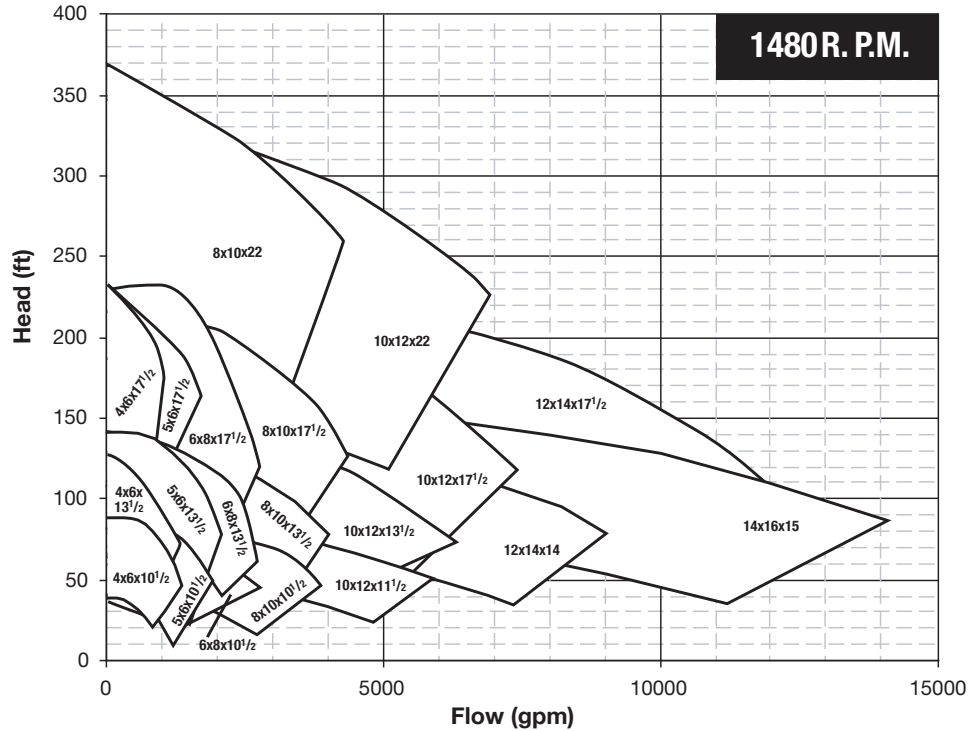 400
1480 R. P.M.
350
300
250
200
150
100
50
0
Head (ft)
8x10x22
10x12x22
12x14x17 1/2
4x6x17 1/2
5x6x17 1/2
6x8x17 1/2
8x10x17 1/2
10x12x17 1/2
4x6x
13 1/2
5x6x13 1/2
6x8x13 1/2
8x10x13 1/2
10x12x13 1/2
12x14x14
14x16x15
4x6x10 1/2
5x6x10 1/2
6x8x10 1/2
8x10x10 1/2
10x12x11 1/2
0
5000
10000
15000
Flow (gpm)